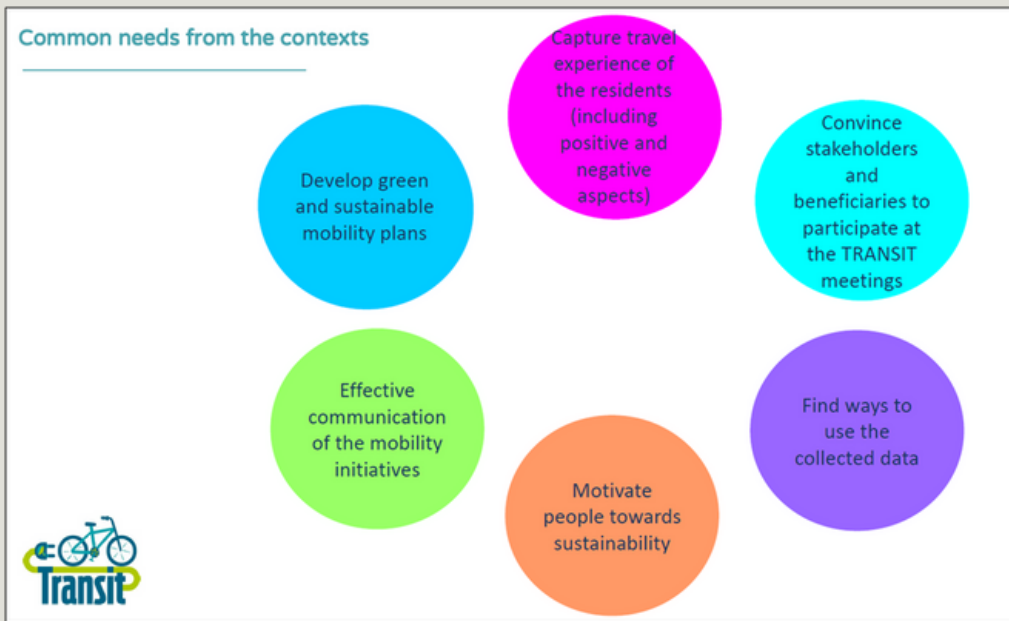 Common needs from the contexts
Capture travel
experience of
the residents
(including
positive and
negative
aspects)
Develop green
and sustainable
mobility plans
Convince
stakeholders
and
beneficiaries to
participate at
the TRANSIT
meetings
Effective
communication
of the mobility
initiatives
Find ways to
use the
collected data
Motivate
people towards
sustainability
Transit